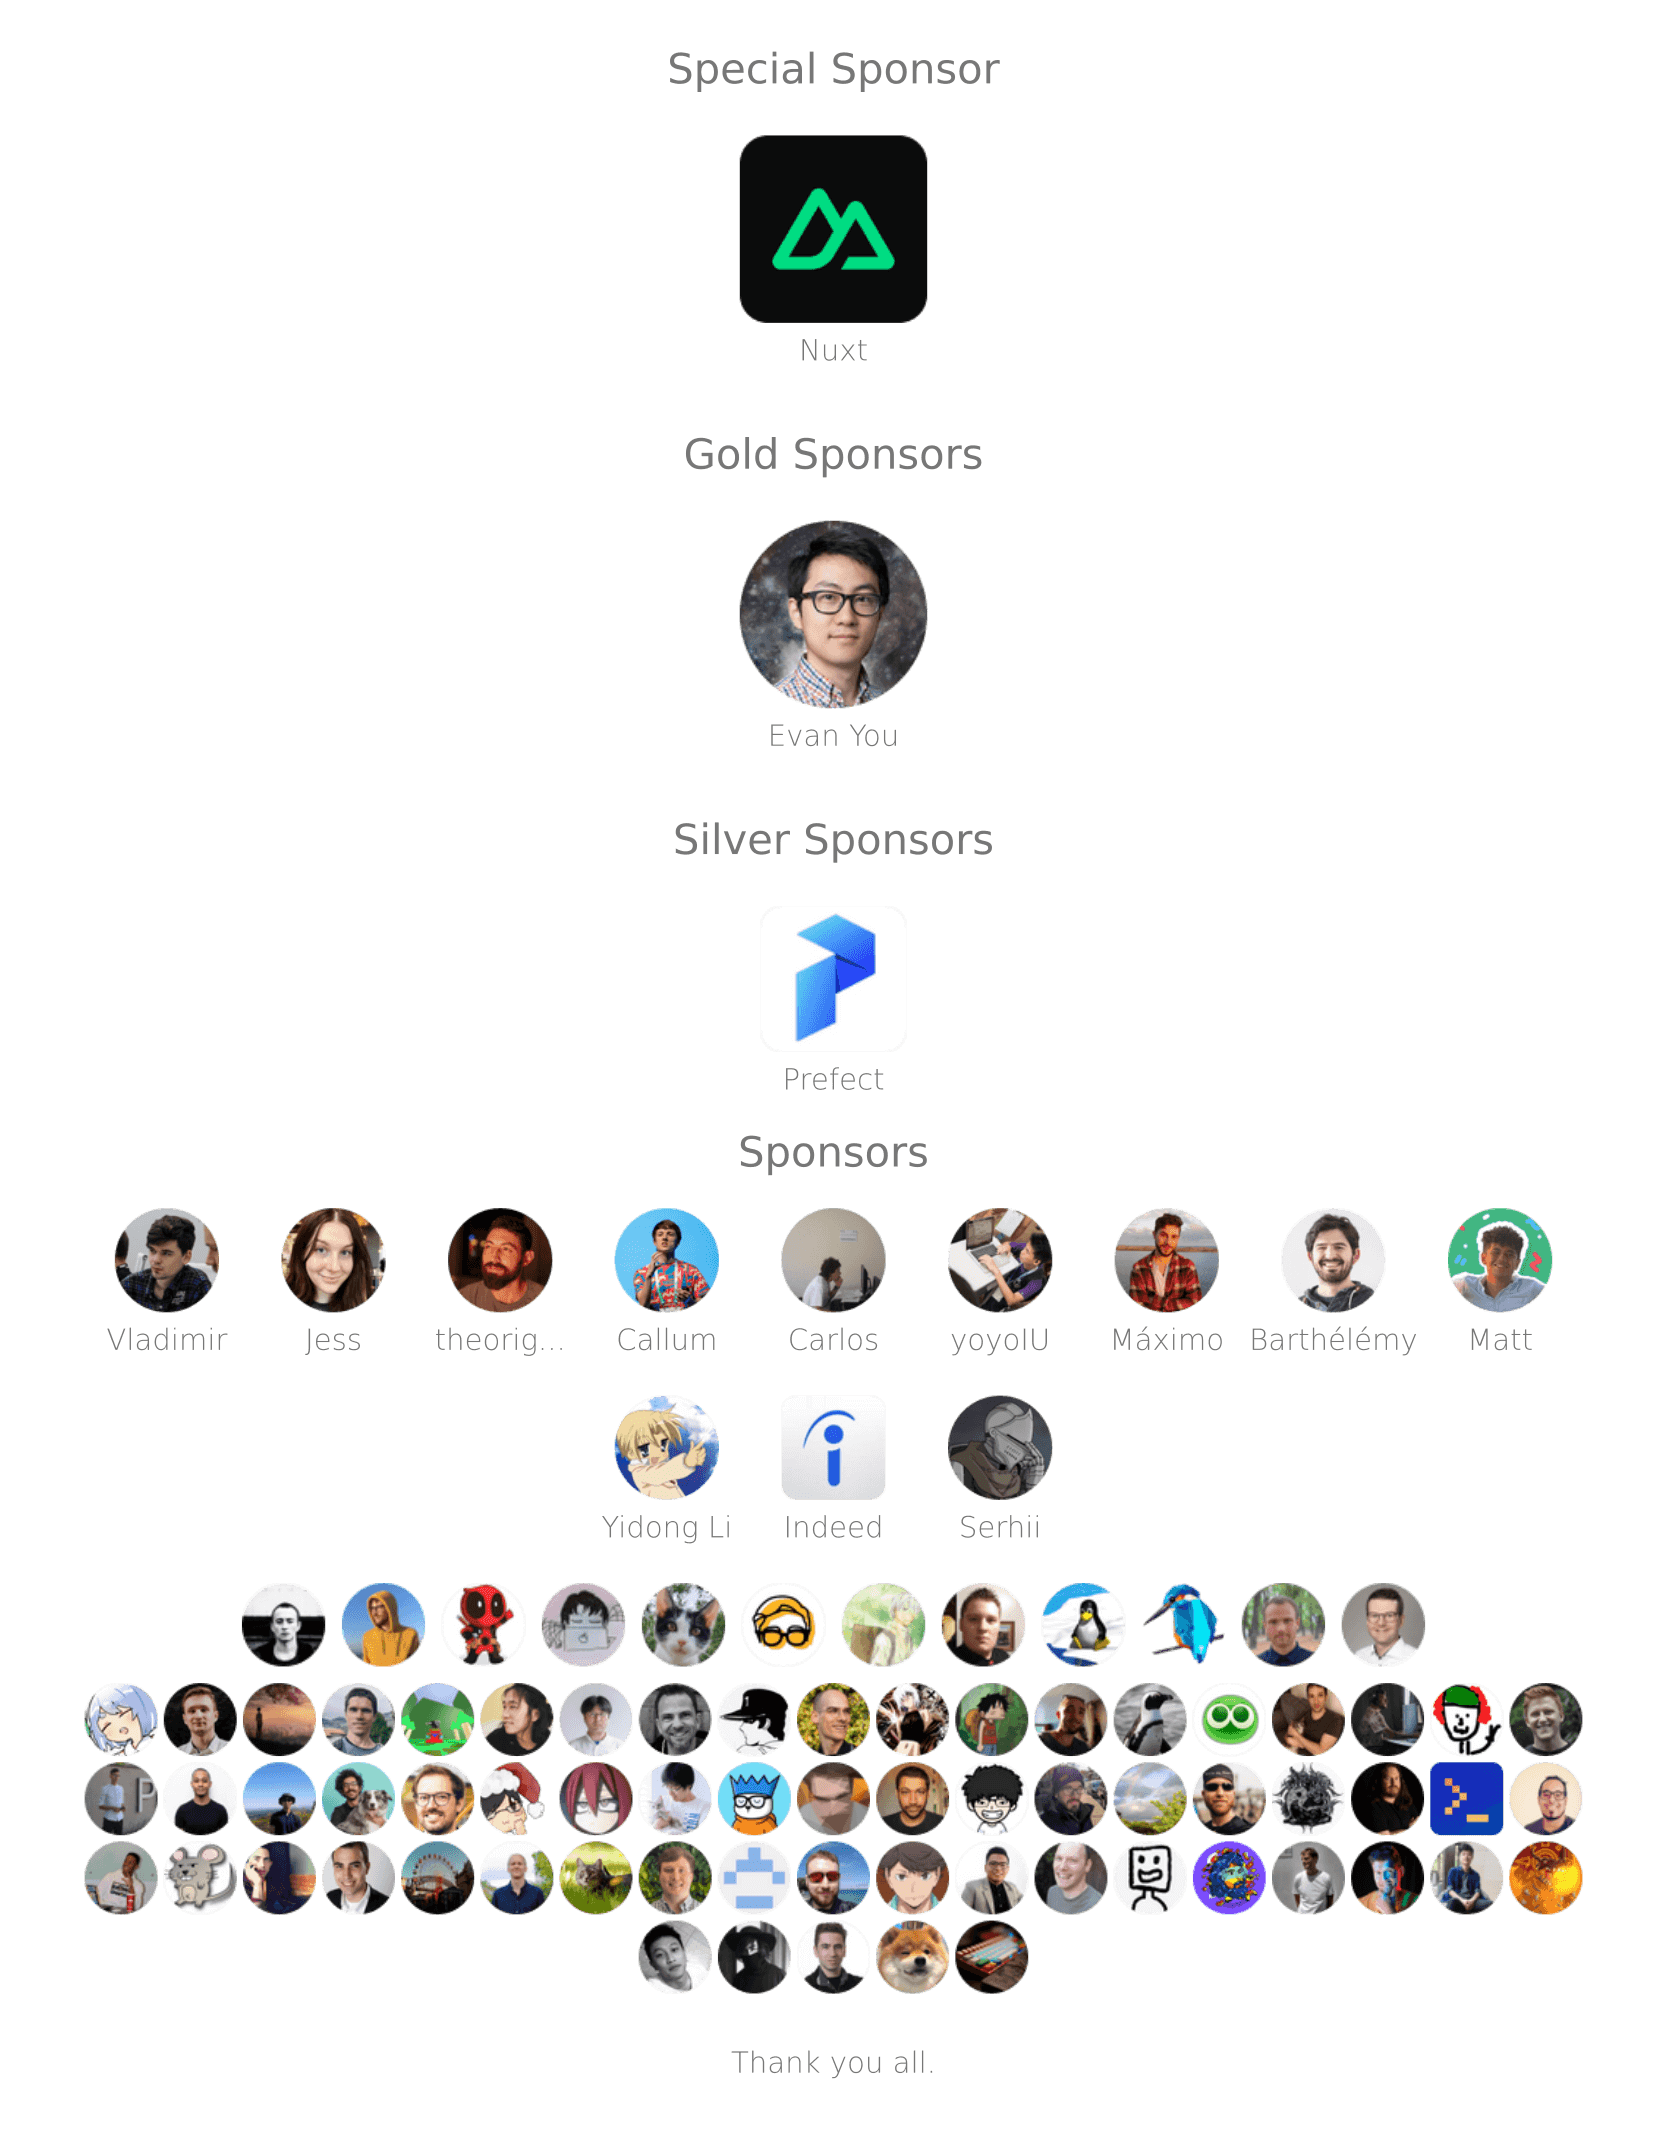 Special Sponsor
Nuxt
Gold Sponsors
Evan You
Silver Sponsors
Prefect
Sponsors
Vladimir Jess theorig... Callum Carlos yoyolU Máximo Barthélémy Matt
Yidong Li Indeed Serhii
Thank you all.